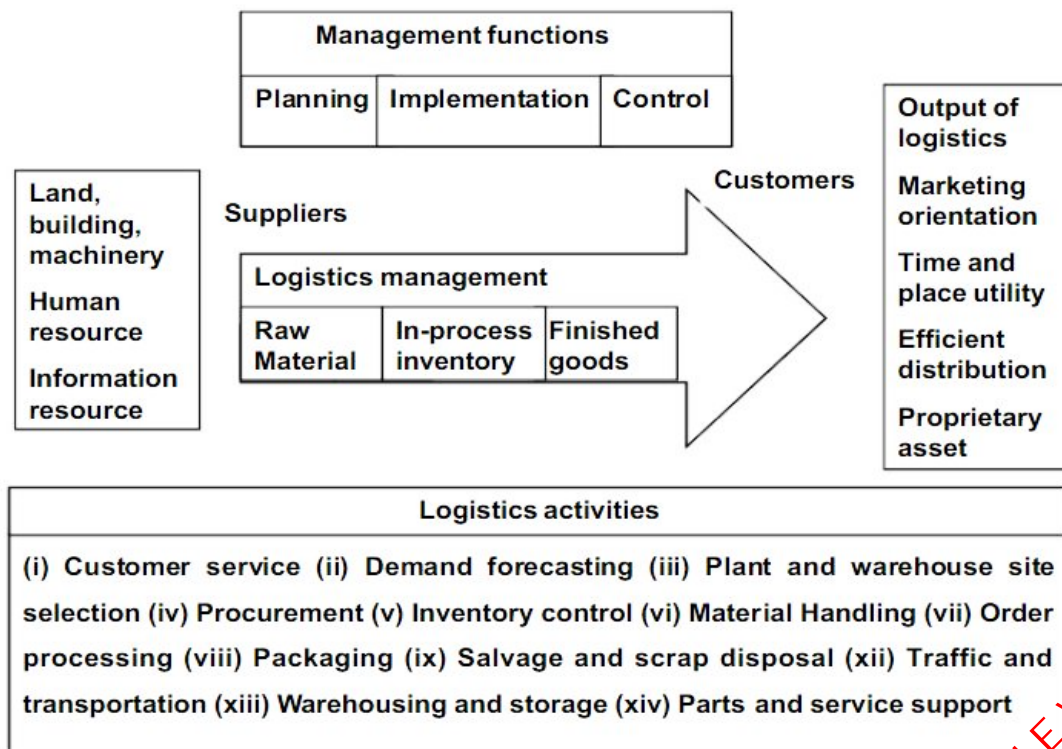 Management functions
Planning Implementation Control
Land,
building,
machinery
Human
resource
Information
resource
Suppliers
Customers
Logistics management
Raw
Material
In-process
inventory
Finished
goods
Output of
logistics
Marketing
orientation
Time and
place utility
Efficient
distribution
Proprietary
asset
Logistics activities
(i) Customer service (ii) Demand forecasting (iii) Plant and warehouse site
selection (iv) Procurement (v) Inventory control (vi) Material Handling (vii) Order
processing (viii) Packaging (ix) Salvage and scrap disposal (xii) Traffic and
transportation (xiii) Warehousing and storage (xiv) Parts and service support